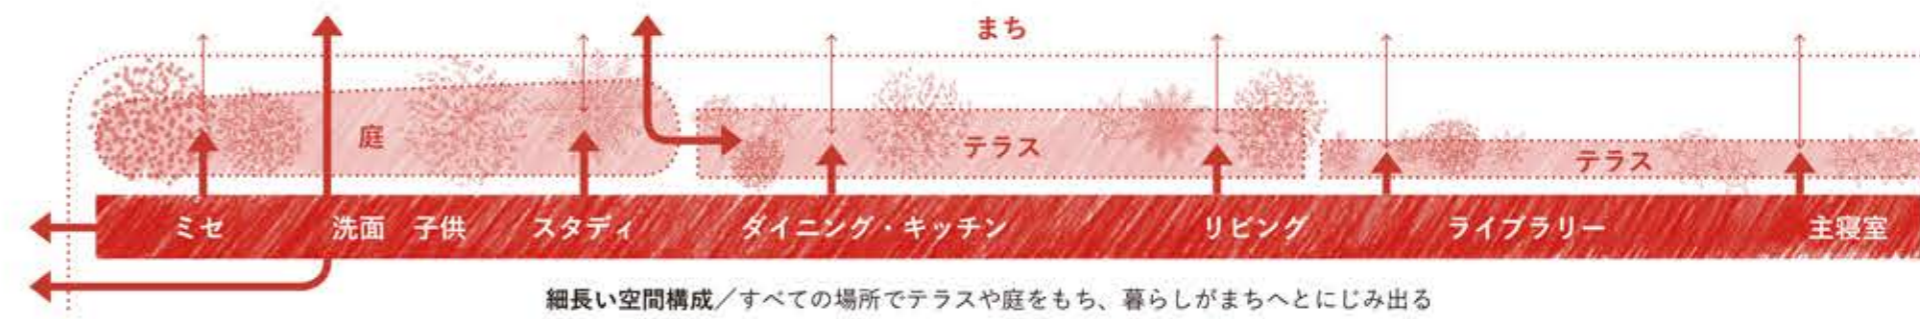 まち
庭
テラス
テラス
ミセ 洗面 子供 スタディ ダイニング・キッチン リビング ライブラリー 主寝室
細長い空間構成／すべての場所でテラスや庭をもち、暮らしがまちへとにじみ出る